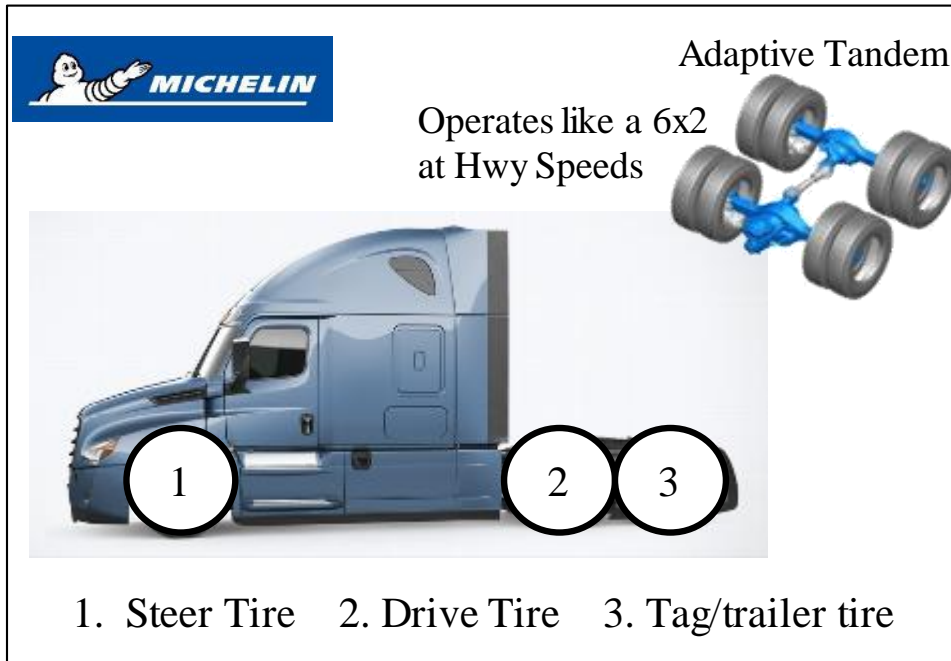 MICHELIN
Adaptive Tandem
Operates like a 6x2
at Hwy Speeds
1
2
3
1. Steer Tire 2. Drive Tire 3. Tag/trailer tire